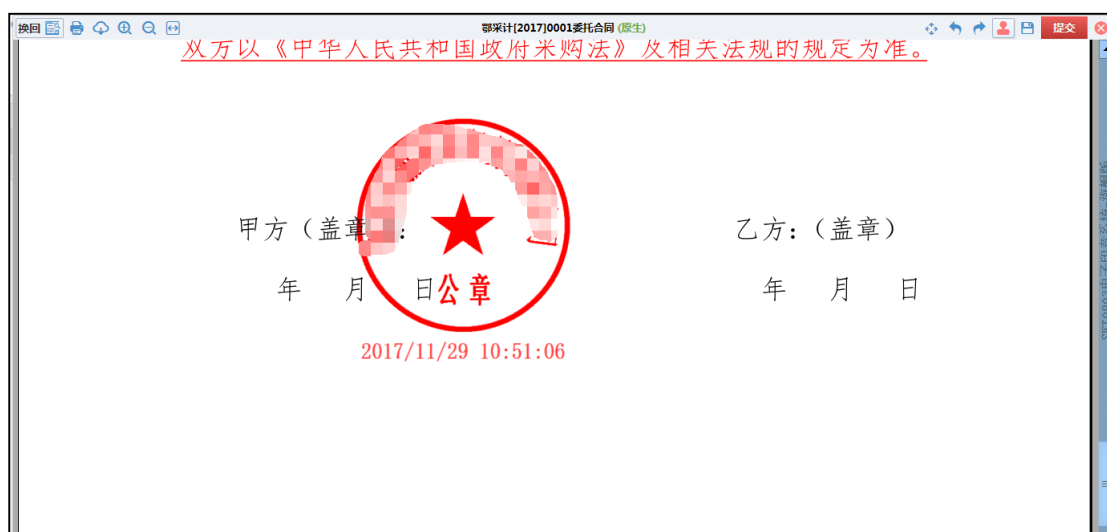 换回 鄂采计[2017]0001委托合同 (原生) 提交
双方以《中华人民共和国政府采购法》及相关法规的规定为准。
甲方（盖章 ： 乙方：（盖章）
年 月 日 公章 年 月 日
2017/11/29 10:51:06